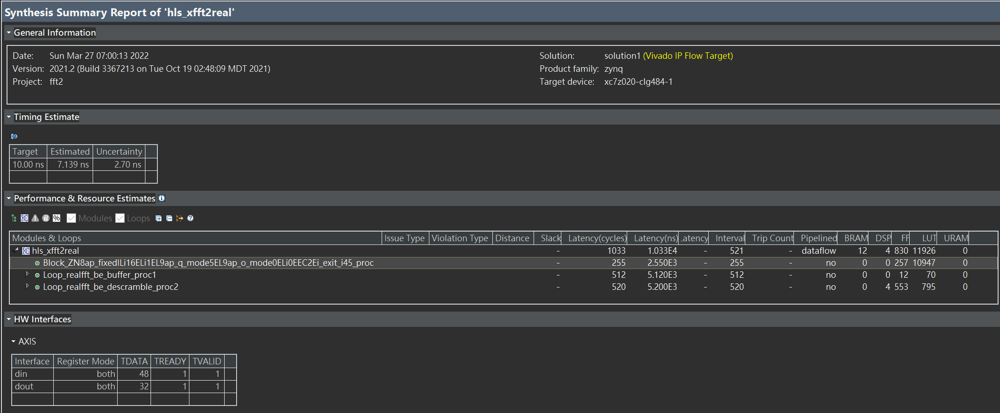 Synthesis Summary Report of 'hls_xfft2real'
General Information
Date: Sun Mar 27 07:00:13 2022 Solution: solution1 (Vivado IP Flow Target)
Version: 2021.2 (Build 3367213 on Tue Oct 19 02:48:09 MDT 2021) Product family: zynq
Project: fft2 Target device: xc7z020-clg484-1
Timing Estimate
Target Estimated Uncertainty
10.00 ns 7.139 ns 2.70 ns
Performance & Resource Estimates
% Modules Loops
Modules & Loops Issue Type Violation Type Distance Slack Latency(cycles) Latency(ns) .atency Interval Trip Count Pipelined BRAM DSP FF LUT URAM
hls_xfft2real - 1033 1.033E4 - 521 - dataflow 12 4 830 11926 0
Block_ZN8ap_fixedILi16ELi1EL9ap_q_mode5EL9ap_o_mode0ELi0EEC2Ei_exit_i45_proc - 255 2.550E3 - 255 - no 0 0 257 10947 0
Loop_realfft_be_buffer_proc1 - 512 5.120E3 - 512 - no 0 0 12 70 0
Loop_realfft_be_descramble_proc2 - 520 5.200E3 - 520 - no 0 4 553 795 0
HW Interfaces
AXIS
Interface Register Mode TDATA TREADY TVALID
din both 48 1 1
dout both 32 1 1